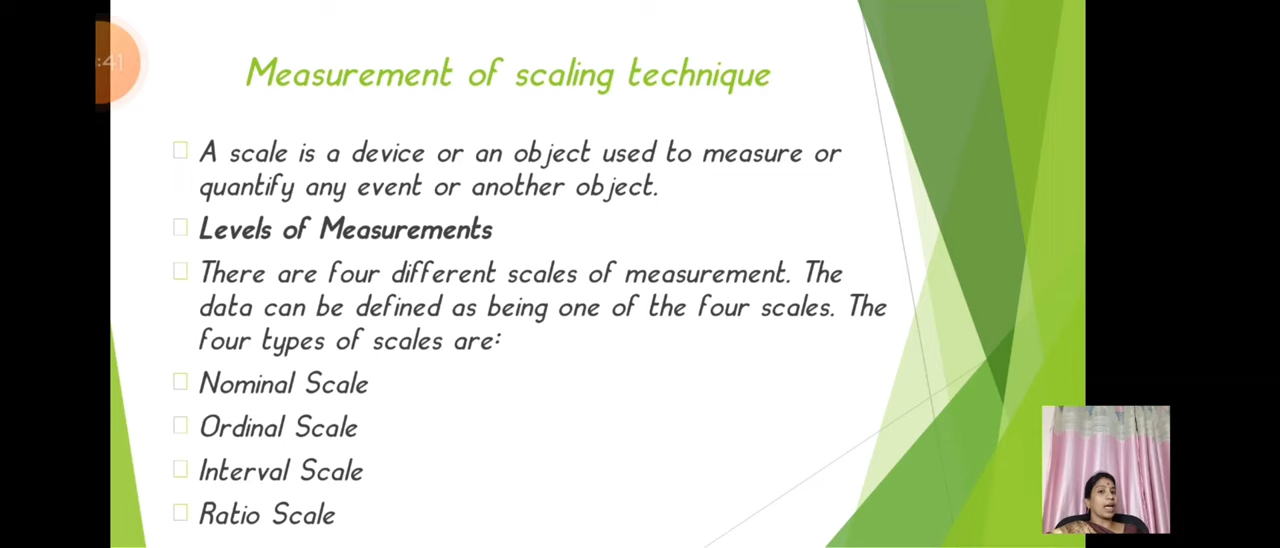 :41
Measurement of scaling technique
A scale is a device or an object used to measure or
quantify any event or another object.
Levels of Measurements
There are four different scales of measurement. The
data can be defined as being one of the four scales. The
four types of scales are:
Nominal Scale
Ordinal Scale
Interval Scale
Ratio Scale